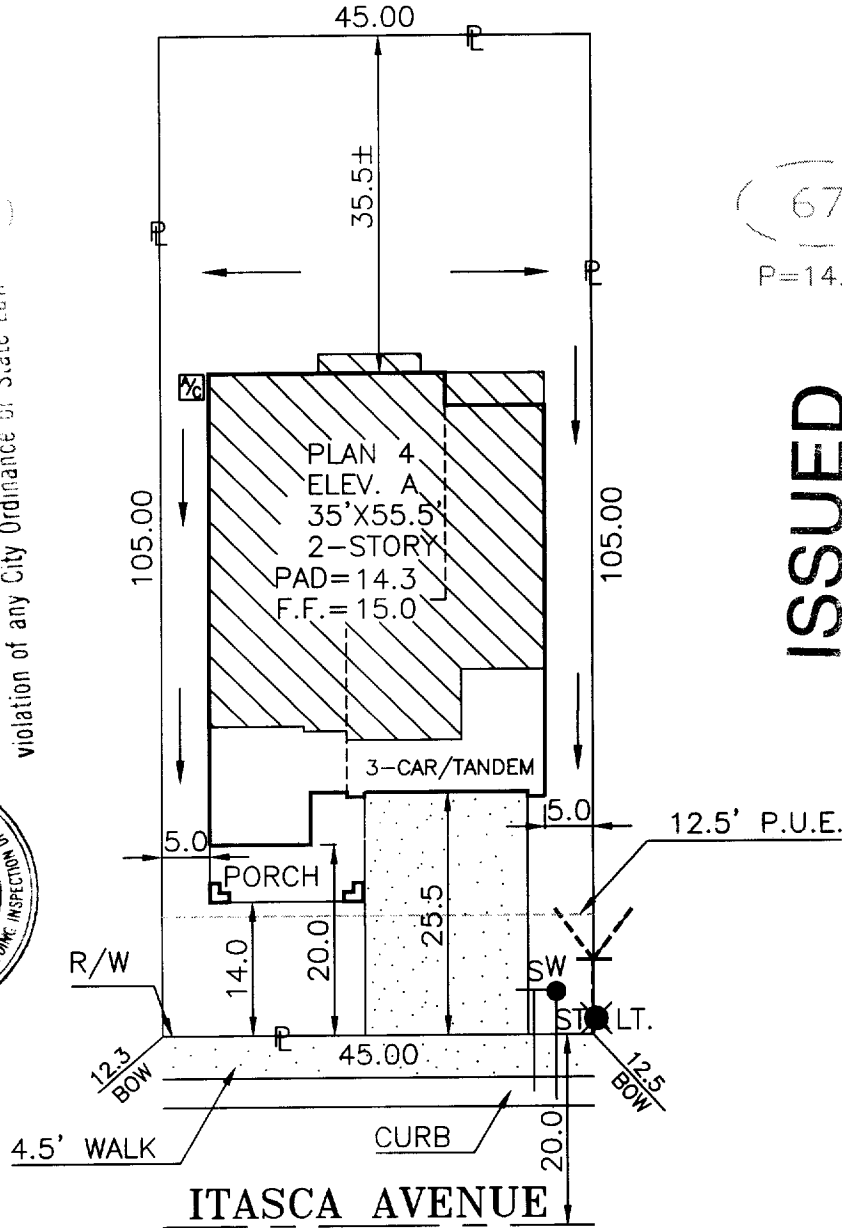 45.00
PL
35.5±
PL
PL
67
P=14.
violation of any City Ordinance or State
A/C
PLAN 4
ELEV. A
35'X55.5'
2-STORY
PAD=14.3
F.F.=15.0
105.00
105.00
ISSUED
3-CAR/TANDEM
5.0
5.0
12.5' P.U.E.
PORCH
INSPECTION
R/W
14.0
20.0
25.5
SW
ST LT.
PL
45.00
12.3
BOW
12.5
BOW
4.5' WALK
CURB
20.0
ITASCA AVENUE